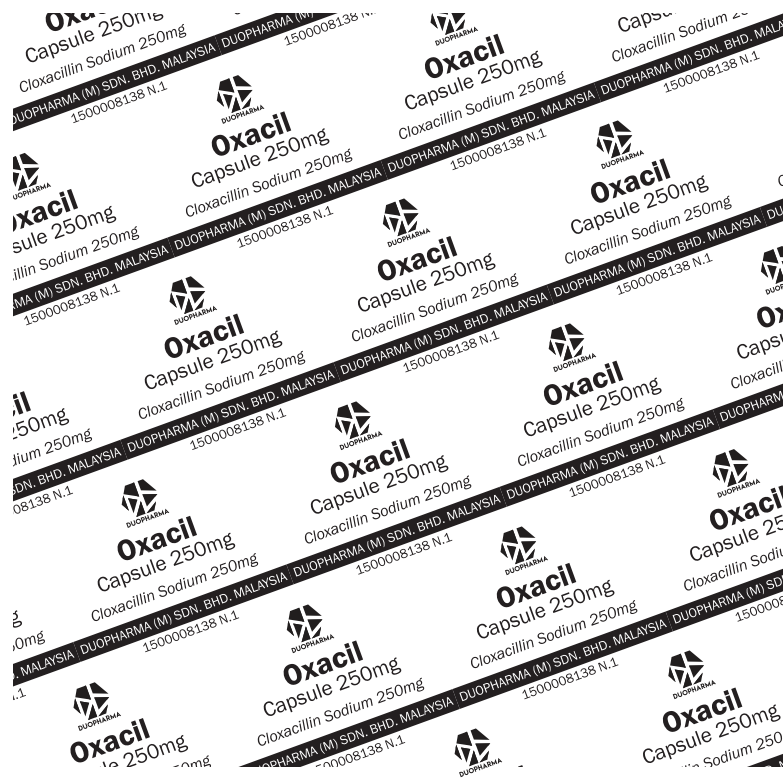 DUOPHARMA
Oxacil
Capsule 250mg
Cloxacillin Sodium 250mg
DUOPHARMA (M) SDN. BHD. MALAYSIA
1500008138 N.1